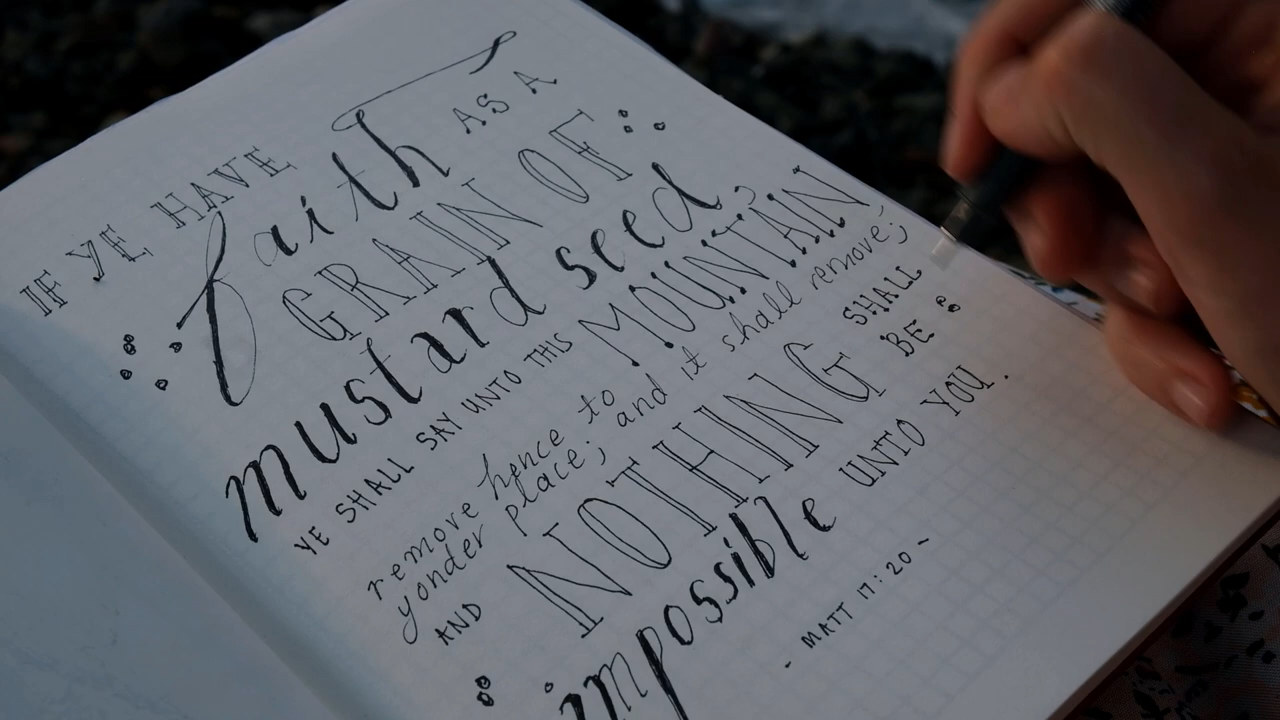 IF YE HAVE
faith AS A
GRAIN OF
mustard seed,
YE SHALL SAY UNTO THIS MOUNTAIN
remove hence to
yonder place; and it shall remove;
AND NOTHING SHALL BE
impossible UNTO YOU.
- MATT 17:20 -